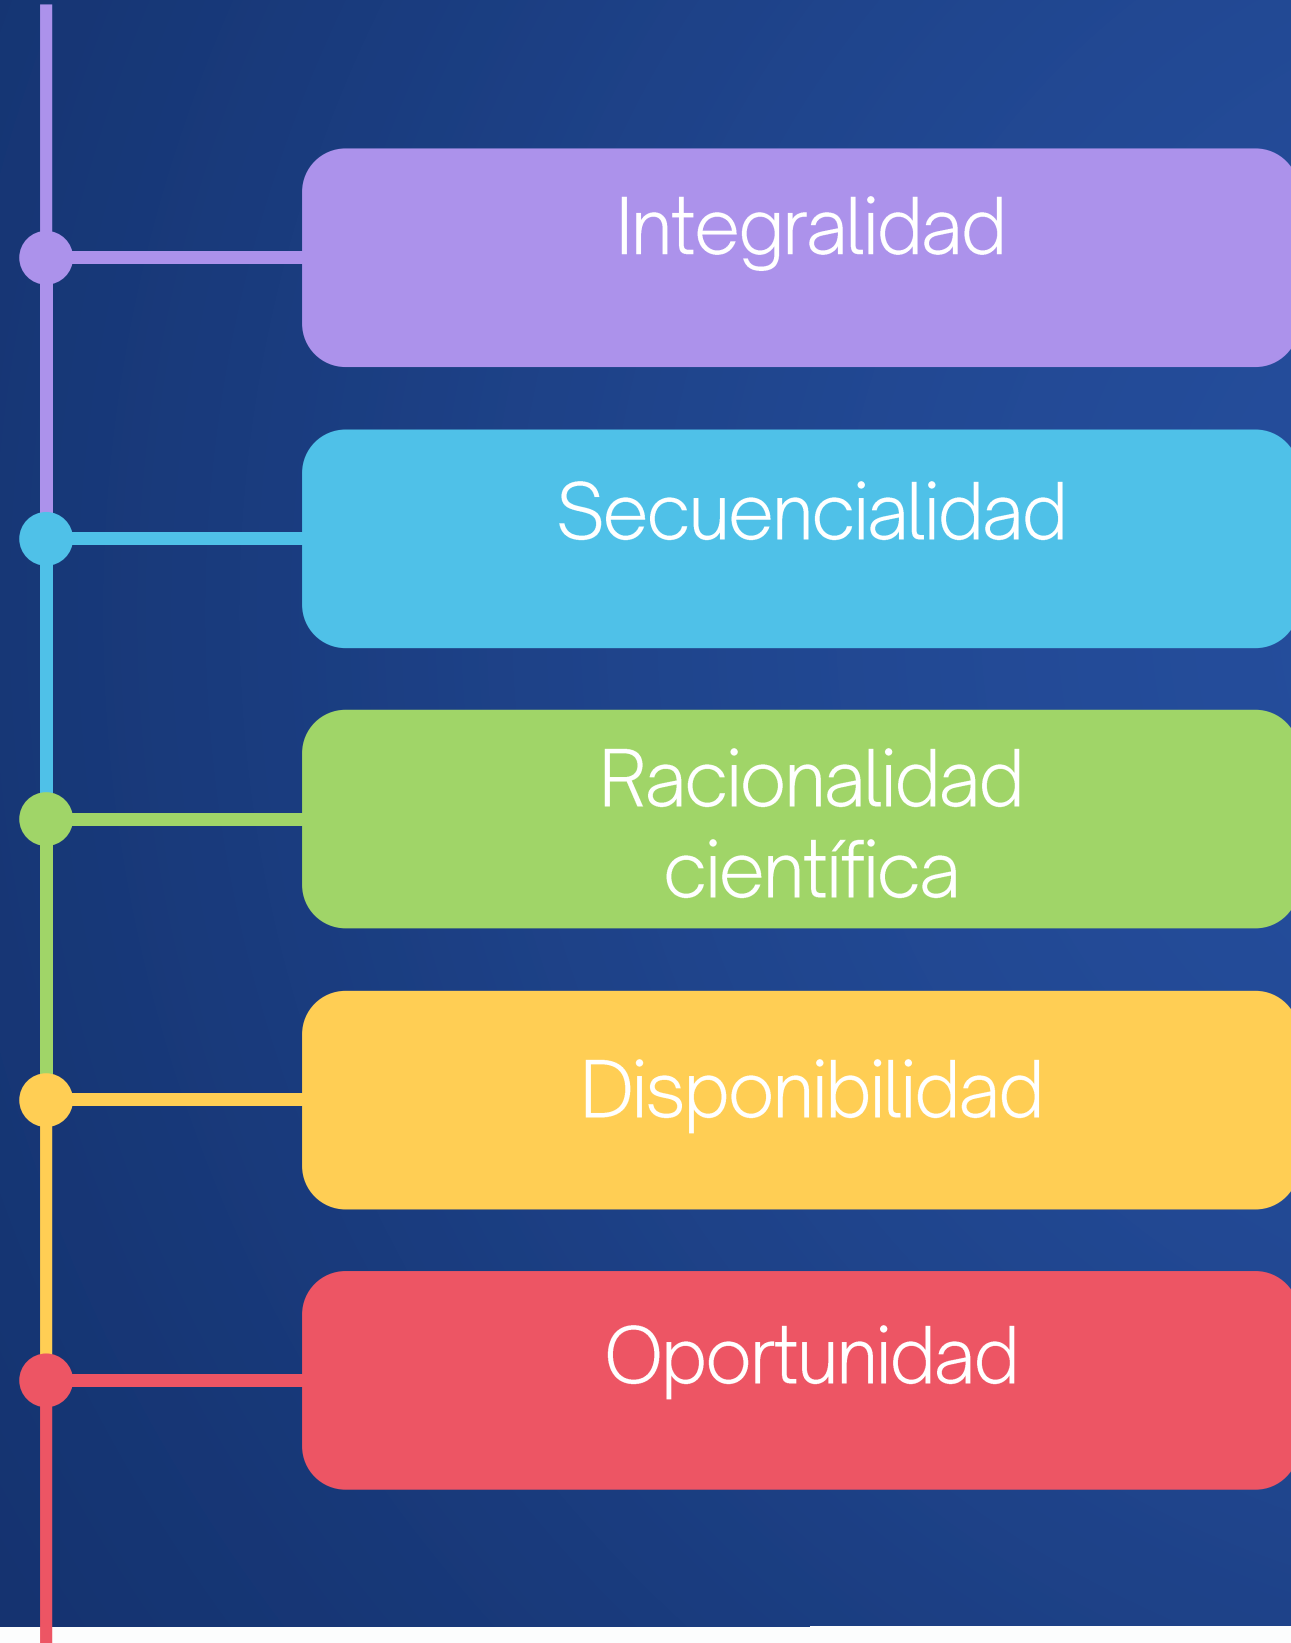 Integralidad
Secuencialidad
Racionalidad
científica
Disponibilidad
Oportunidad